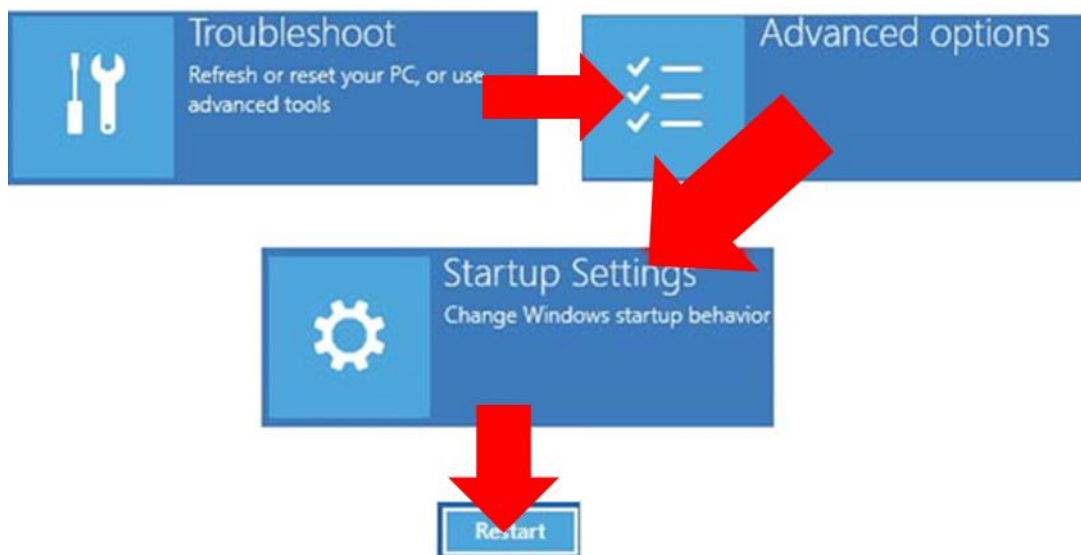 Troubleshoot
Refresh or reset your PC, or use
advanced tools
Advanced options
Startup Settings
Change Windows startup behavior
Restart